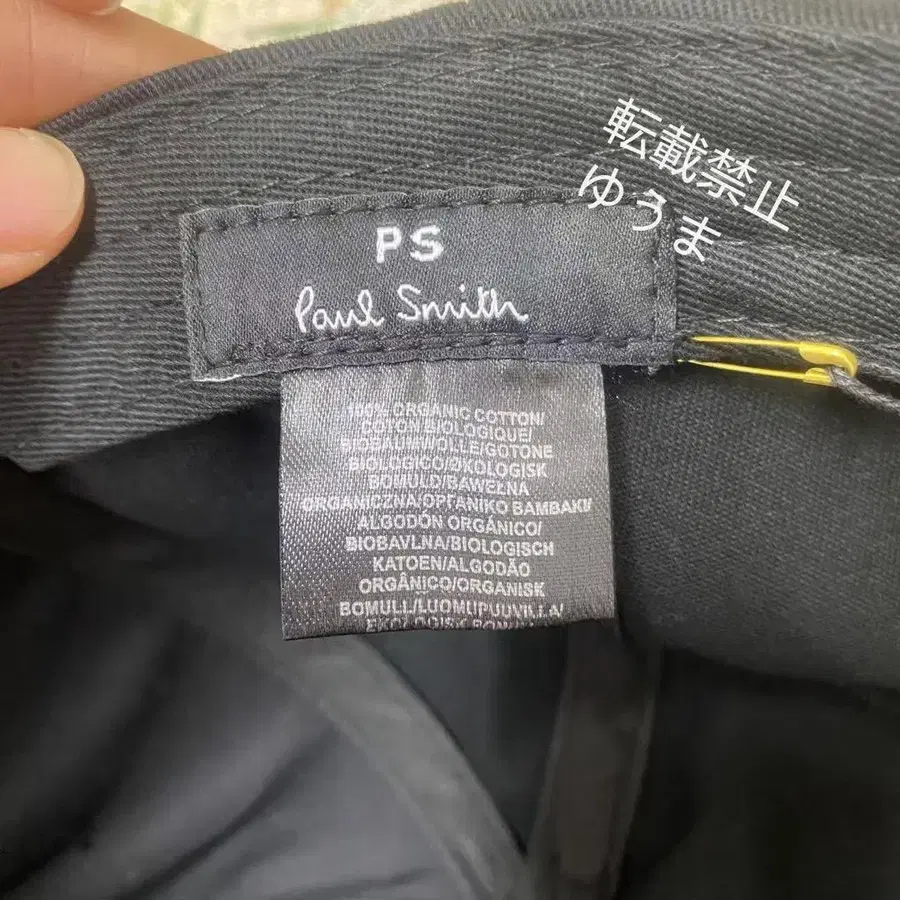 転載禁止
ゆうま
PS
Paul Smith
100% ORGANIC COTTON/
COTON BIOLOGIQUE/
BIOBAUMWOLLE/COTONE
BIOLOGICO/ØKOLOGISK
BOMULD/BAWEŁNA
ORGANICZNA/ΟΡΓΑΝΙΚΟ ΒΑΜΒΑΚΙ/
ALGODÓN ORGÁNICO/
BIOBAVLNA/BIOLOGISCH
KATOEN/ALGODÃO
ORGÂNICO/ORGANISK
BOMULL/LUOMUPUUVILLA/
EKOLOGISK